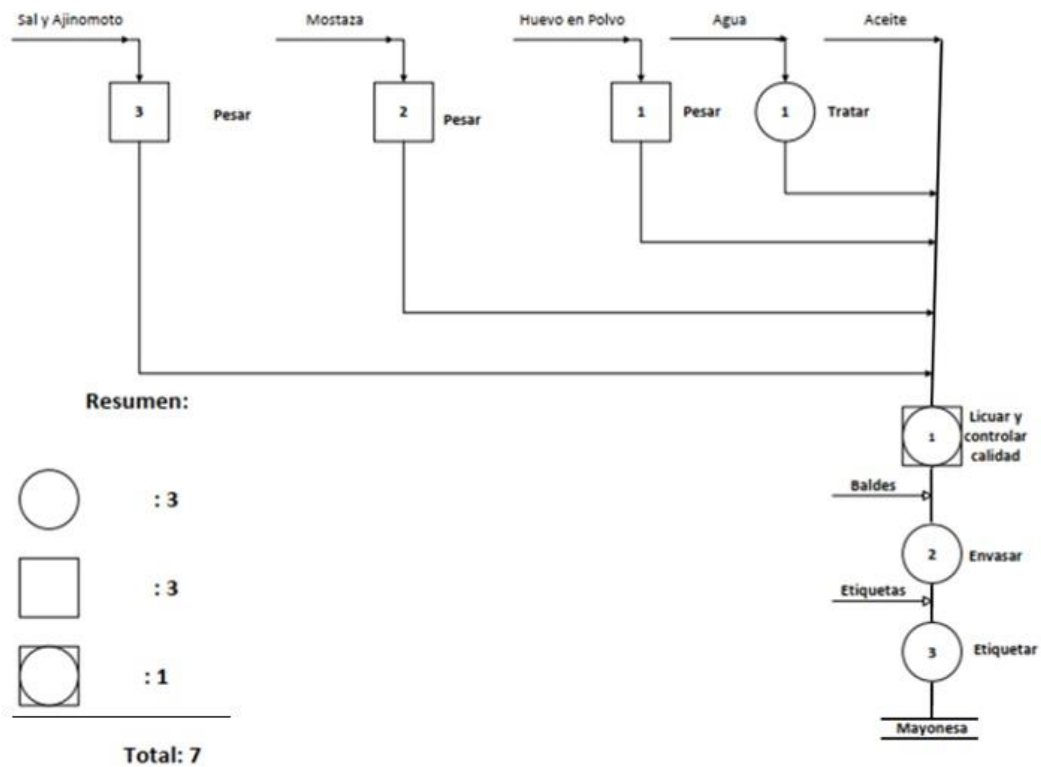 Sal y Ajinomoto
Mostaza
Huevo en Polvo
Agua
Aceite
3
Pesar
2
Pesar
1
Pesar
1
Tratar
Resumen:
: 3
: 3
: 1
Total: 7
1
Licuar y
controlar
calidad
Baldes
2
Envasar
Etiquetas
3
Etiquetar
Mayonesa